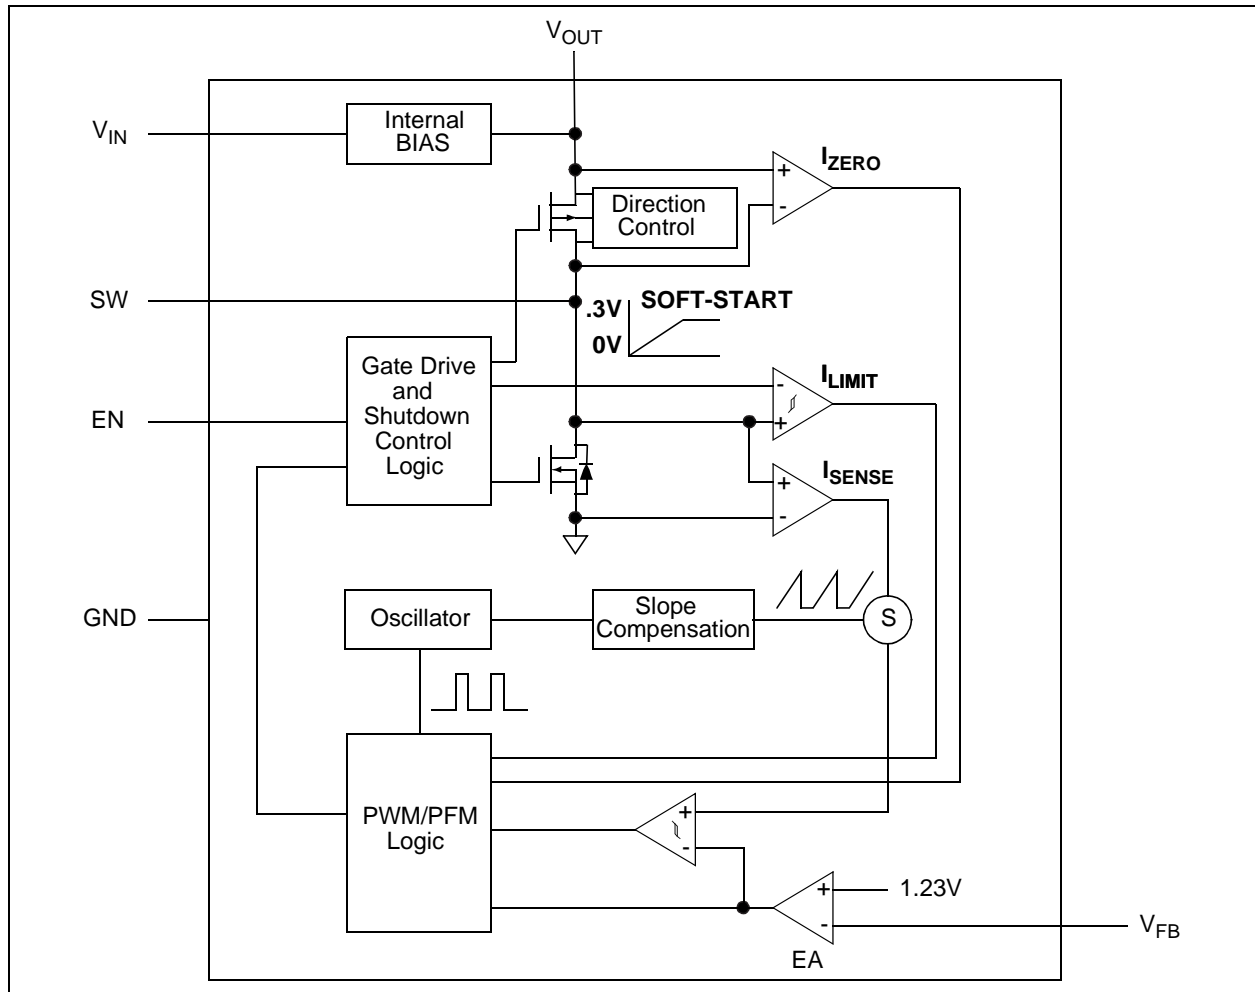 VOUT
VIN
Internal
BIAS
IZERO
+
-
Direction
Control
SW
.3V
SOFT-START
0V
Gate Drive
and
Shutdown
Control
Logic
ILIMIT
-
+
EN
ISENSE
+
-
GND
Oscillator
Slope
Compensation
S
PWM/PFM
Logic
+
-
+
1.23V
-
VFB
EA